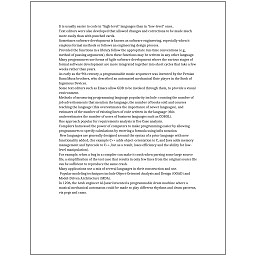 It is usually easier to code in "high-level" languages than in "low-level" ones.
Text editors were also developed that allowed changes and corrections to be made much
more easily than with punched cards.
Sometimes software development is known as software engineering, especially when it
employs formal methods or follows an engineering design process.
Provided the functions in a library follow the appropriate run-time conventions (e.g.,
method of passing arguments), then these functions may be written in any other language.
Many programmers use forms of Agile software development where the various stages of
formal software development are more integrated together into short cycles that take a few
weeks rather than years.
As early as the 9th century, a programmable music sequencer was invented by the Persian
Banu Musa brothers, who described an automated mechanical flute player in the Book of
Ingenious Devices.
Some text editors such as Emacs allow GDB to be invoked through them, to provide a visual
environment.
Methods of measuring programming language popularity include: counting the number of
job advertisements that mention the language, the number of books sold and courses
teaching the language (this overestimates the importance of newer languages), and
estimates of the number of existing lines of code written in the language (this
underestimates the number of users of business languages such as COBOL).
One approach popular for requirements analysis is Use Case analysis.
Compilers harnessed the power of computers to make programming easier by allowing
programmers to specify calculations by entering a formula using infix notation.
New languages are generally designed around the syntax of a prior language with new
functionality added, (for example C++ adds object-orientation to C, and Java adds memory
management and bytecode to C++, but as a result, loses efficiency and the ability for low-
level manipulation).
For example, when a bug in a compiler can make it crash when parsing some large source
file, a simplification of the test case that results in only few lines from the original source file
can be sufficient to reproduce the same crash.
Many applications use a mix of several languages in their construction and use.
Popular modeling techniques include Object-Oriented Analysis and Design (OOAD) and
Model-Driven Architecture (MDA).
In 1206, the Arab engineer Al-Jazari invented a programmable drum machine where a
musical mechanical automaton could be made to play different rhythms and drum patterns,
via pegs and cams.